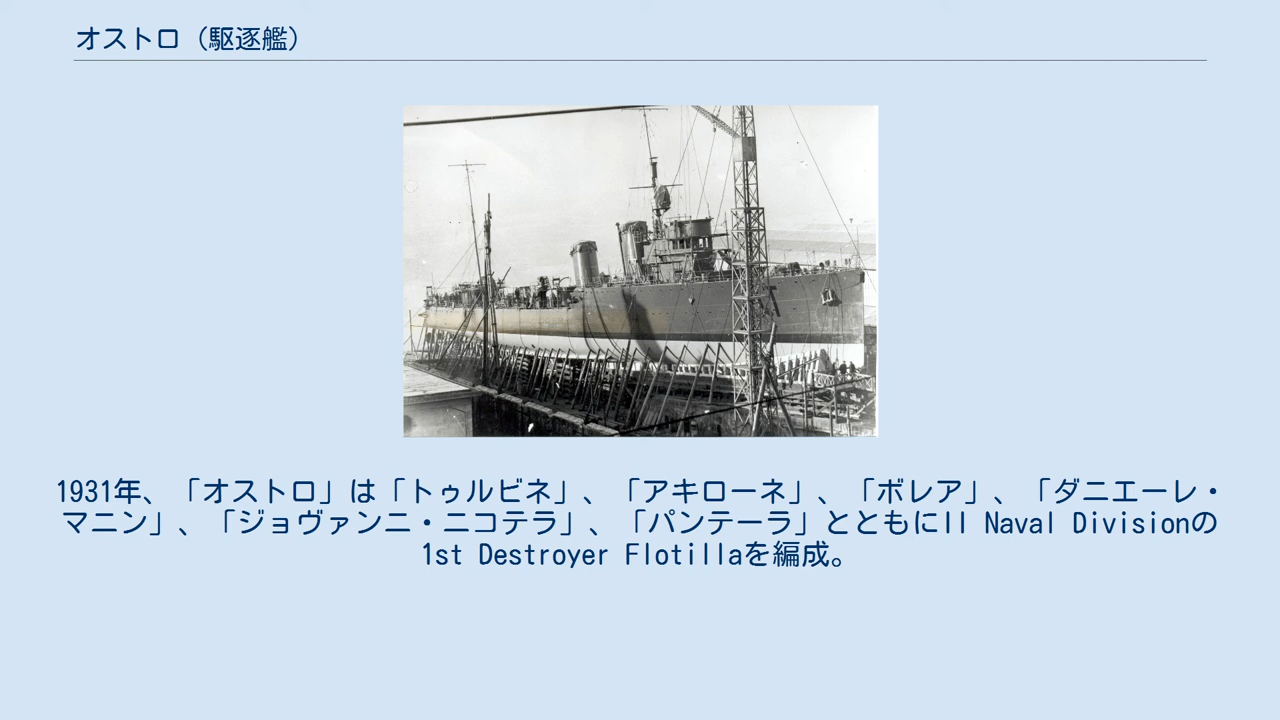 オストロ（駆逐艦）
1931年、「オストロ」は「トゥルビネ」、「アキローネ」、「ボレア」、「ダニエーレ・
マニン」、「ジョヴァンニ・ニコテラ」、「パンテーラ」とともにII Naval Divisionの
1st Destroyer Flotillaを編成。